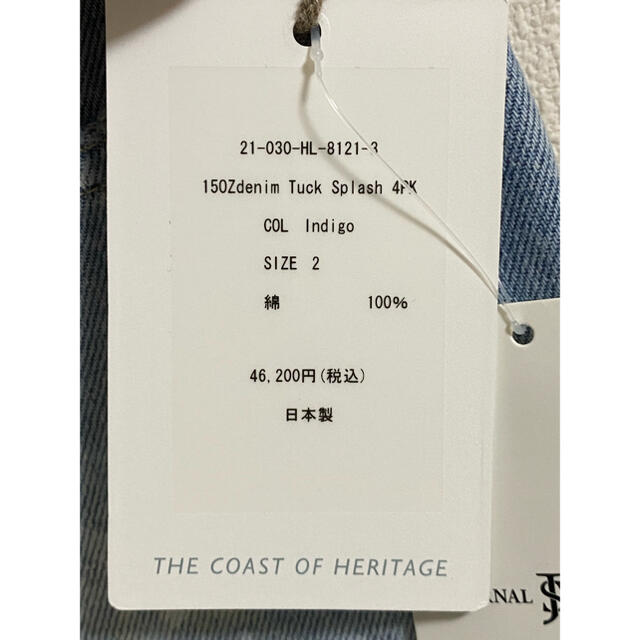 21-030-HL-8121-3
15OZdenim Tuck Splash 4PK
COL Indigo
SIZE 2
綿 100%
46,200円(税込)
日本製
THE COAST OF HERITAGE